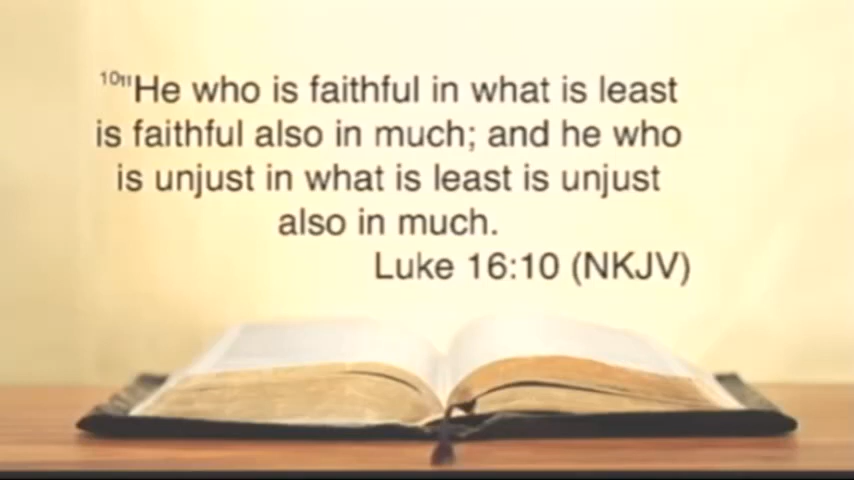 10"He who is faithful in what is least
is faithful also in much; and he who
is unjust in what is least is unjust
also in much.
Luke 16:10 (NKJV)